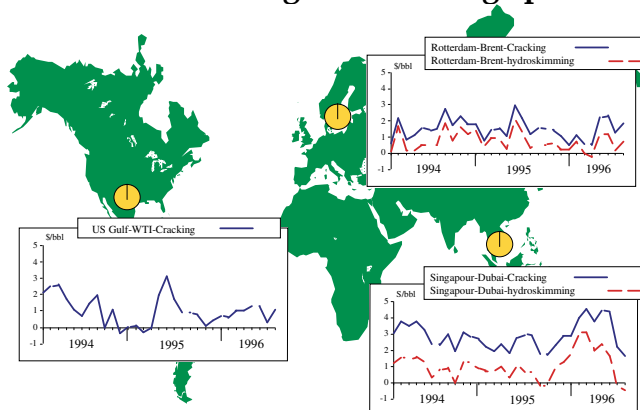 Rotterdam-Brent-Cracking
Rotterdam-Brent-hydroskimming
$/bbl
5
4
3
2
1
0
-1
1994 1995 1996
US Gulf-WTI-Cracking
$/bbl
5
4
3
2
1
0
-1
1994 1995 1996
Singapour-Dubai-Cracking
Singapour-Dubai-hydroskimming
$/bbl
5
4
3
2
1
0
-1
1994 1995 1996